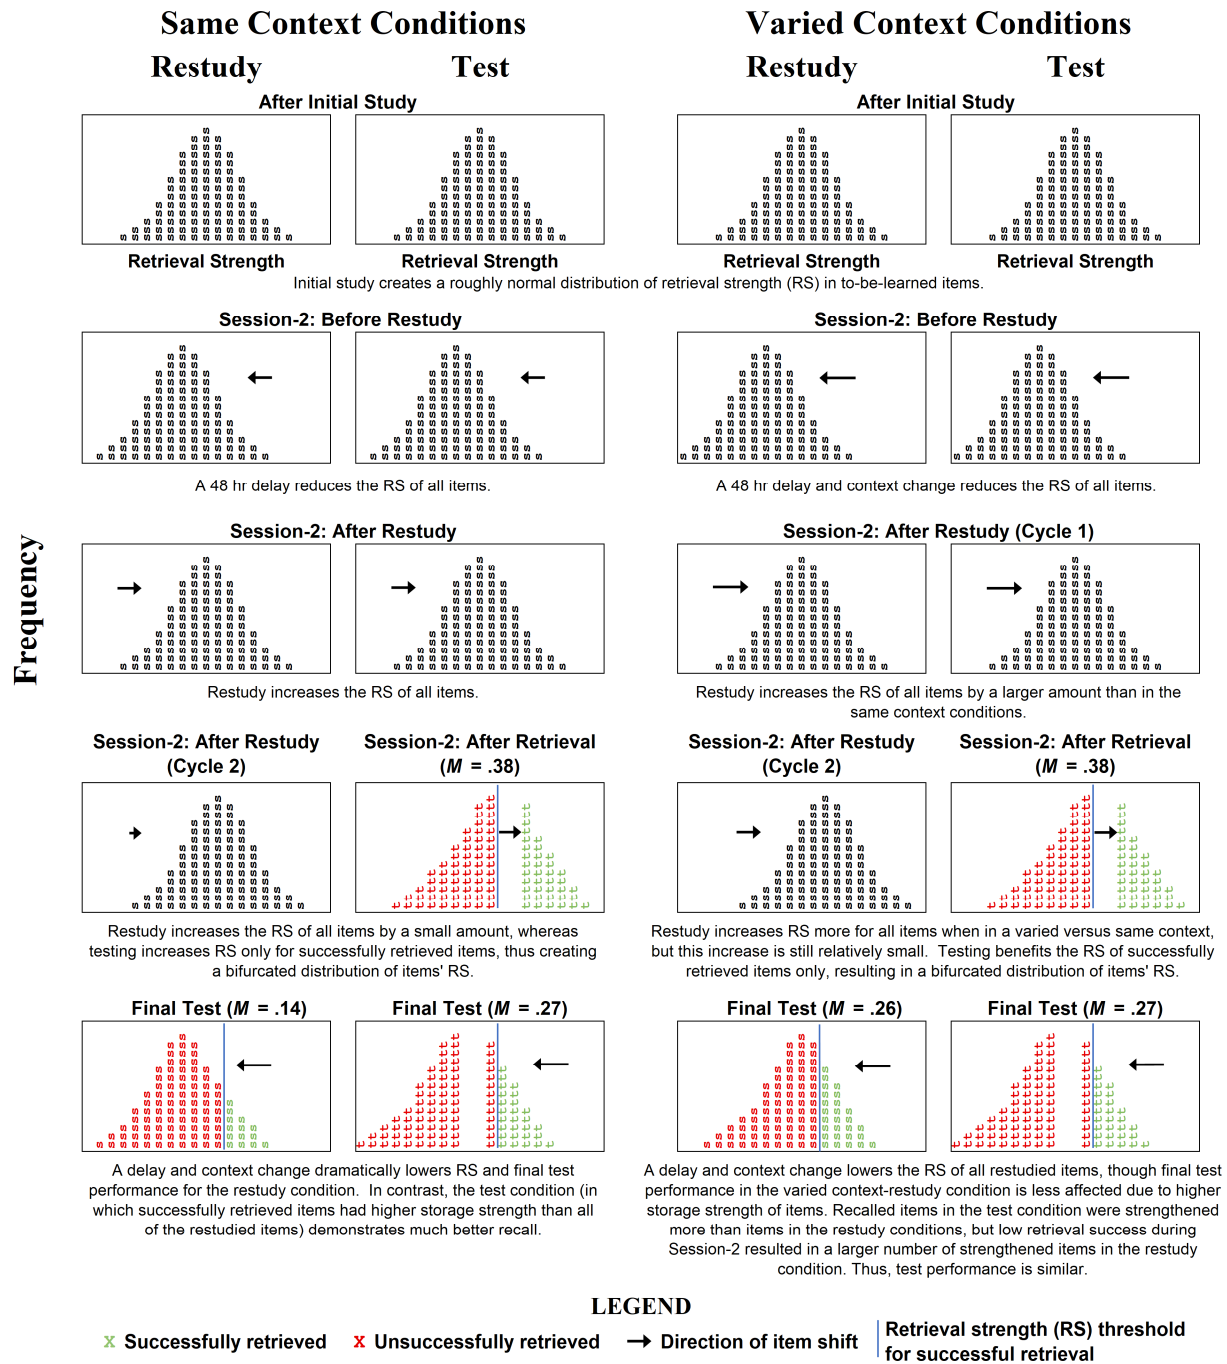 Same Context Conditions
Varied Context Conditions
Restudy
Test
Restudy
Test
After Initial Study
After Initial Study
Retrieval Strength
Retrieval Strength
Retrieval Strength
Retrieval Strength
Initial study creates a roughly normal distribution of retrieval strength (RS) in to-be-learned items.
Session-2: Before Restudy
Session-2: Before Restudy
A 48 hr delay reduces the RS of all items.
A 48 hr delay and context change reduces the RS of all items.
Frequency
Session-2: After Restudy
Session-2: After Restudy (Cycle 1)
Restudy increases the RS of all items.
Restudy increases the RS of all items by a larger amount than in the
same context conditions.
Session-2: After Restudy
(Cycle 2)
Session-2: After Retrieval
(M = .38)
Session-2: After Restudy
(Cycle 2)
Session-2: After Retrieval
(M = .38)
Restudy increases the RS of all items by a small amount, whereas
testing increases RS only for successfully retrieved items, thus creating
a bifurcated distribution of items' RS.
Restudy increases RS more for all items when in a varied versus same context,
but this increase is still relatively small. Testing benefits the RS of successfully
retrieved items only, resulting in a bifurcated distribution of items' RS.
Final Test (M = .14)
Final Test (M = .27)
Final Test (M = .26)
Final Test (M = .27)
A delay and context change dramatically lowers RS and final test
performance for the restudy condition. In contrast, the test condition (in
which successfully retrieved items had higher storage strength than all
of the restudied items) demonstrates much better recall.
A delay and context change lowers the RS of all restudied items, though final test
performance in the varied context-restudy condition is less affected due to higher
storage strength of items. Recalled items in the test condition were strengthened
more than items in the restudy conditions, but low retrieval success during
Session-2 resulted in a larger number of strengthened items in the restudy
condition. Thus, test performance is similar.
LEGEND
x Successfully retrieved
x Unsuccessfully retrieved
Direction of item shift
Retrieval strength (RS) threshold
for successful retrieval